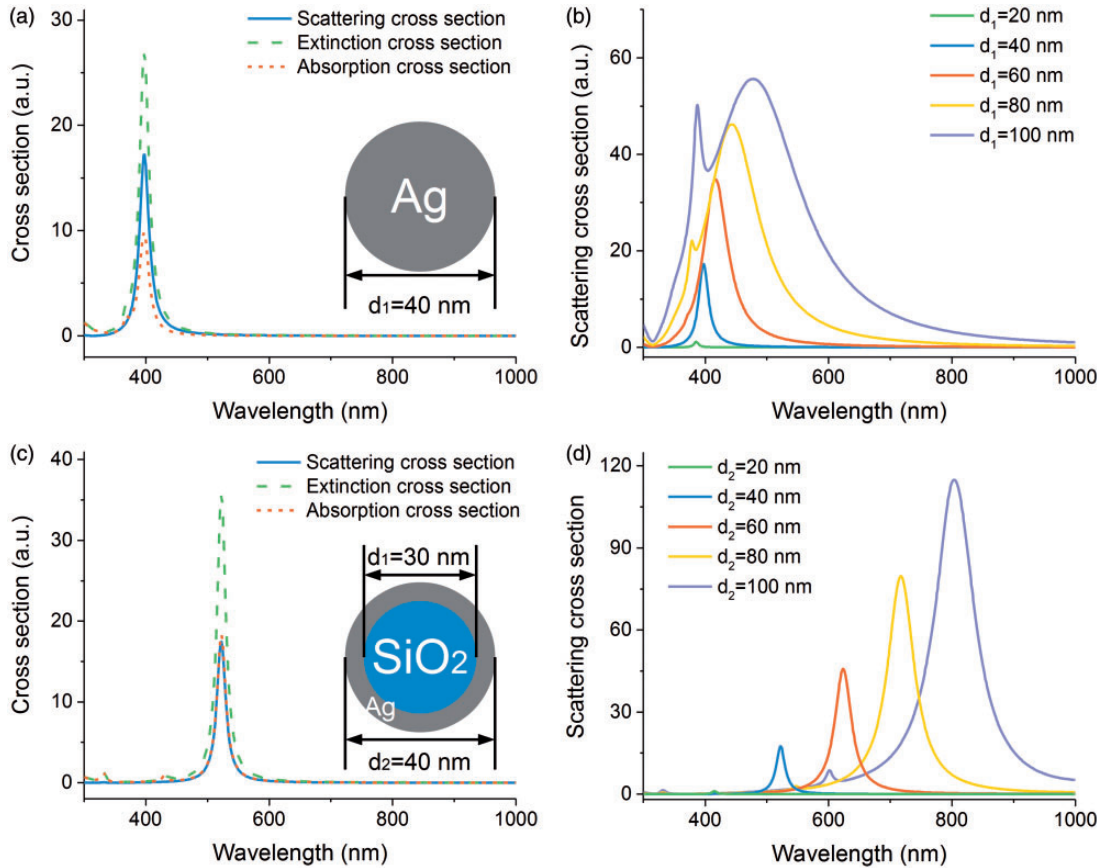 (a)
Scattering cross section
Extinction cross section
Absorption cross section
30
20
10
0
Cross section (a.u.)
Ag
d₁=40 nm
400
600
800
1000
Wavelength (nm)
(b)
d₁=20 nm
d₁=40 nm
d₁=60 nm
d₁=80 nm
d₁=100 nm
60
40
20
0
Scattering cross section (a.u.)
400
600
800
1000
Wavelength (nm)
(c)
Scattering cross section
Extinction cross section
Absorption cross section
40
30
20
10
0
Cross section (a.u.)
d₁=30 nm
SiO₂
Ag
d₂=40 nm
400
600
800
1000
Wavelength (nm)
(d)
d₂=20 nm
d₂=40 nm
d₂=60 nm
d₂=80 nm
d₂=100 nm
120
90
60
30
0
Scattering cross section
400
600
800
1000
Wavelength (nm)